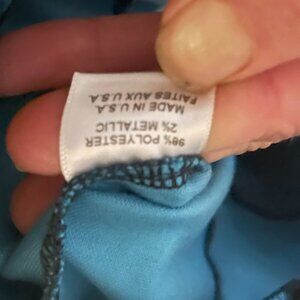 98% POLYESTER
2% METALLIC
MADE IN U.S.A.
FAITES AUX U.S.A.